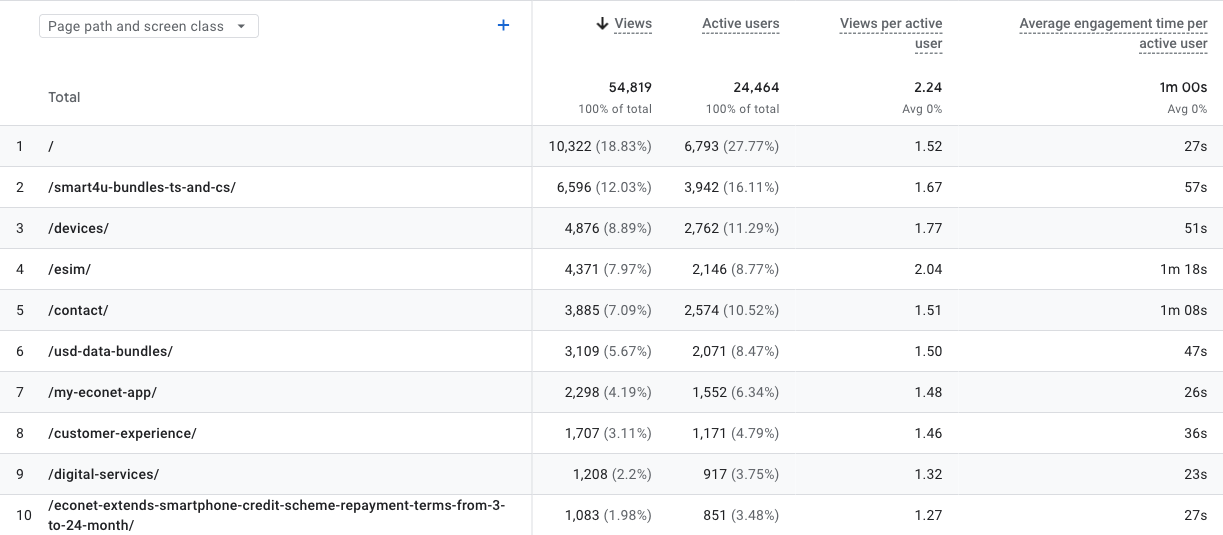 Page path and screen class
+
Views
Active users
Views per active
user
Average engagement time per
active user
Total
54,819
100% of total
24,464
100% of total
2.24
Avg 0%
1m 00s
Avg 0%
1 / 10,322 (18.83%) 6,793 (27.77%) 1.52 27s
2 /smart4u-bundles-ts-and-cs/ 6,596 (12.03%) 3,942 (16.11%) 1.67 57s
3 /devices/ 4,876 (8.89%) 2,762 (11.29%) 1.77 51s
4 /esim/ 4,371 (7.97%) 2,146 (8.77%) 2.04 1m 18s
5 /contact/ 3,885 (7.09%) 2,574 (10.52%) 1.51 1m 08s
6 /usd-data-bundles/ 3,109 (5.67%) 2,071 (8.47%) 1.50 47s
7 /my-econet-app/ 2,298 (4.19%) 1,552 (6.34%) 1.48 26s
8 /customer-experience/ 1,707 (3.11%) 1,171 (4.79%) 1.46 36s
9 /digital-services/ 1,208 (2.2%) 917 (3.75%) 1.32 23s
10 /econet-extends-smartphone-credit-scheme-repayment-terms-from-3-
to-24-month/ 1,083 (1.98%) 851 (3.48%) 1.27 27s